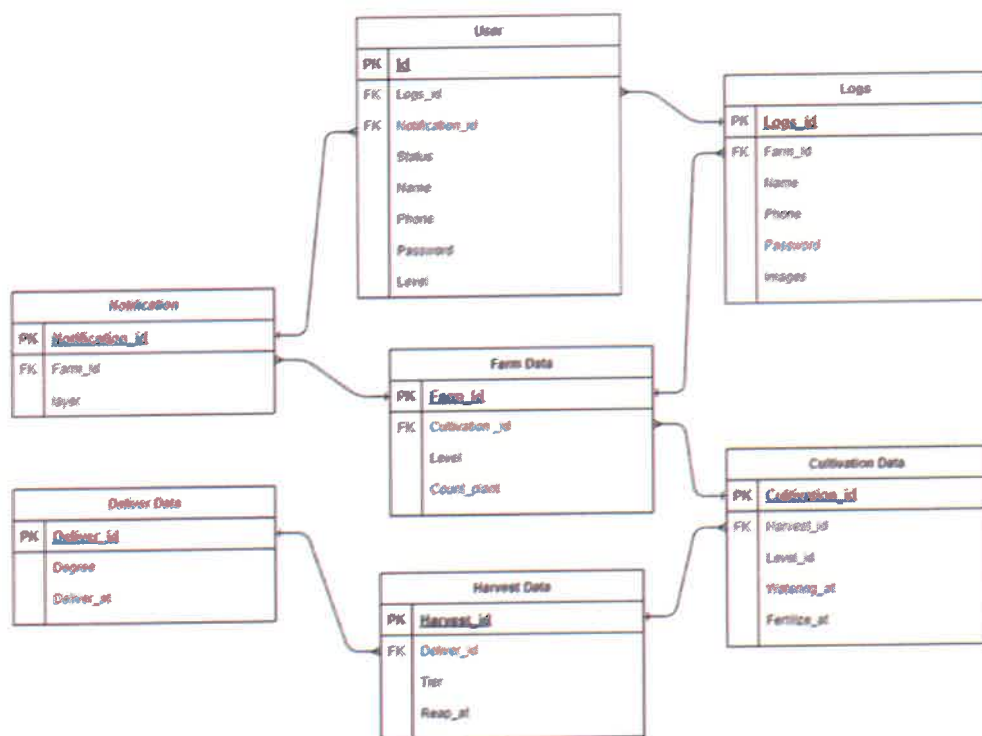 User
PK Id
FK Logs_id
FK Notification_id
Status
Name
Phone
Password
Level
Logs
PK Logs_id
FK Farm_id
Name
Phone
Password
Images
Notification
PK Notification_id
FK Farm_id
layer
Farm Data
PK Farm_id
FK Cultivation _id
Level
Count_plant
Cultivation Data
PK Cultivation_id
FK Harvest_id
Level_id
Watering_at
Fertilize_at
Deliver Data
PK Deliver_id
Degree
Deliver_at
Harvest Data
PK Harvest_id
FK Deliver_id
Tier
Reap_at